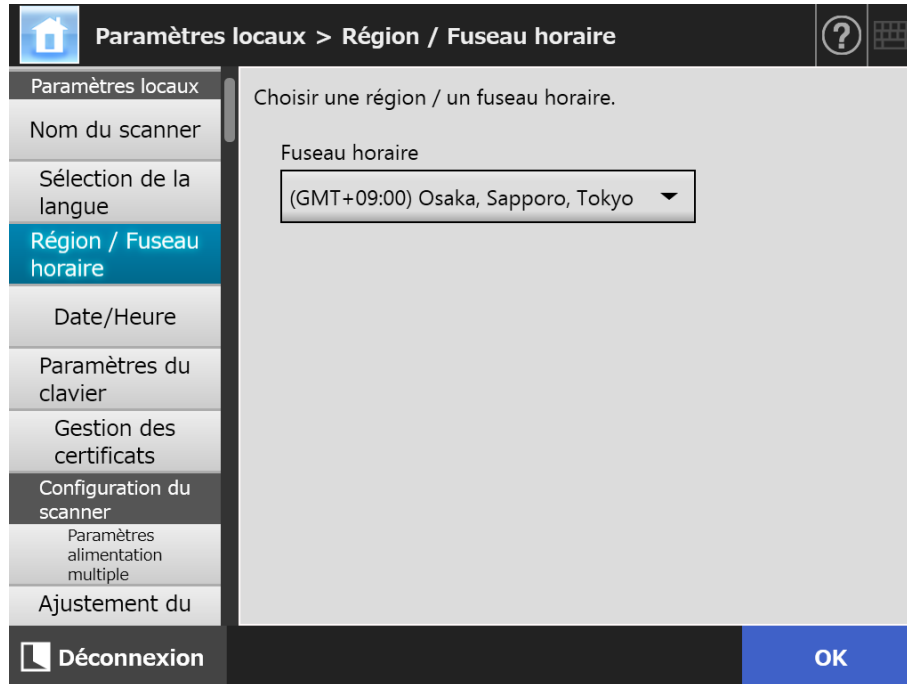 Paramètres locaux > Région / Fuseau horaire
?
Paramètres locaux
Nom du scanner
Sélection de la
langue
Région / Fuseau
horaire
Date/Heure
Paramètres du
clavier
Gestion des
certificats
Configuration du
scanner
Paramètres
alimentation
multiple
Ajustement du
Choisir une région / un fuseau horaire.
Fuseau horaire
(GMT+09:00) Osaka, Sapporo, Tokyo
Déconnexion
OK